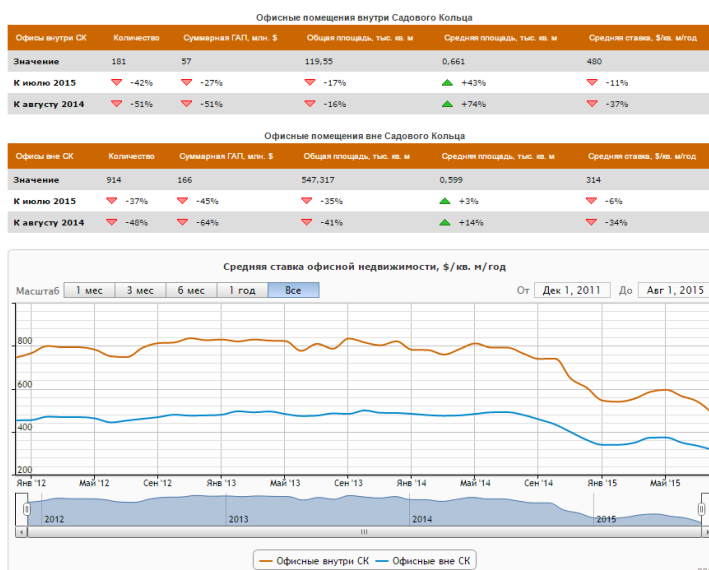 Офисные помещения внутри Садового Кольца
Офисы внутри СК Количество Суммарная ГАП, млн. $ Общая площадь, тыс. кв. м Средняя площадь, тыс. кв. м Средняя ставка, $/кв. м/год
Значение 181 57 119,55 0,661 480
К июлю 2015 -42% -27% -17% +43% -11%
К августу 2014 -51% -51% -16% +74% -37%
Офисные помещения вне Садового Кольца
Офисы вне СК Количество Суммарная ГАП, млн. $ Общая площадь, тыс. кв. м Средняя площадь, тыс. кв. м Средняя ставка, $/кв. м/год
Значение 914 166 547,317 0,599 314
К июлю 2015 -37% -45% -35% +3% -6%
К августу 2014 -48% -64% -41% +14% -34%
Средняя ставка офисной недвижимости, $/кв. м/год
Масштаб 1 мес 3 мес 6 мес 1 год Все От Дек 1, 2011 До Авг 1, 2015
800
600
400
200
Янв '12 Май '12 Сен '12 Янв '13 Май '13 Сен '13 Янв '14 Май '14 Сен '14 Янв '15 Май '15
2012 2013 2014 2015
Офисные внутри СК Офисные вне СК